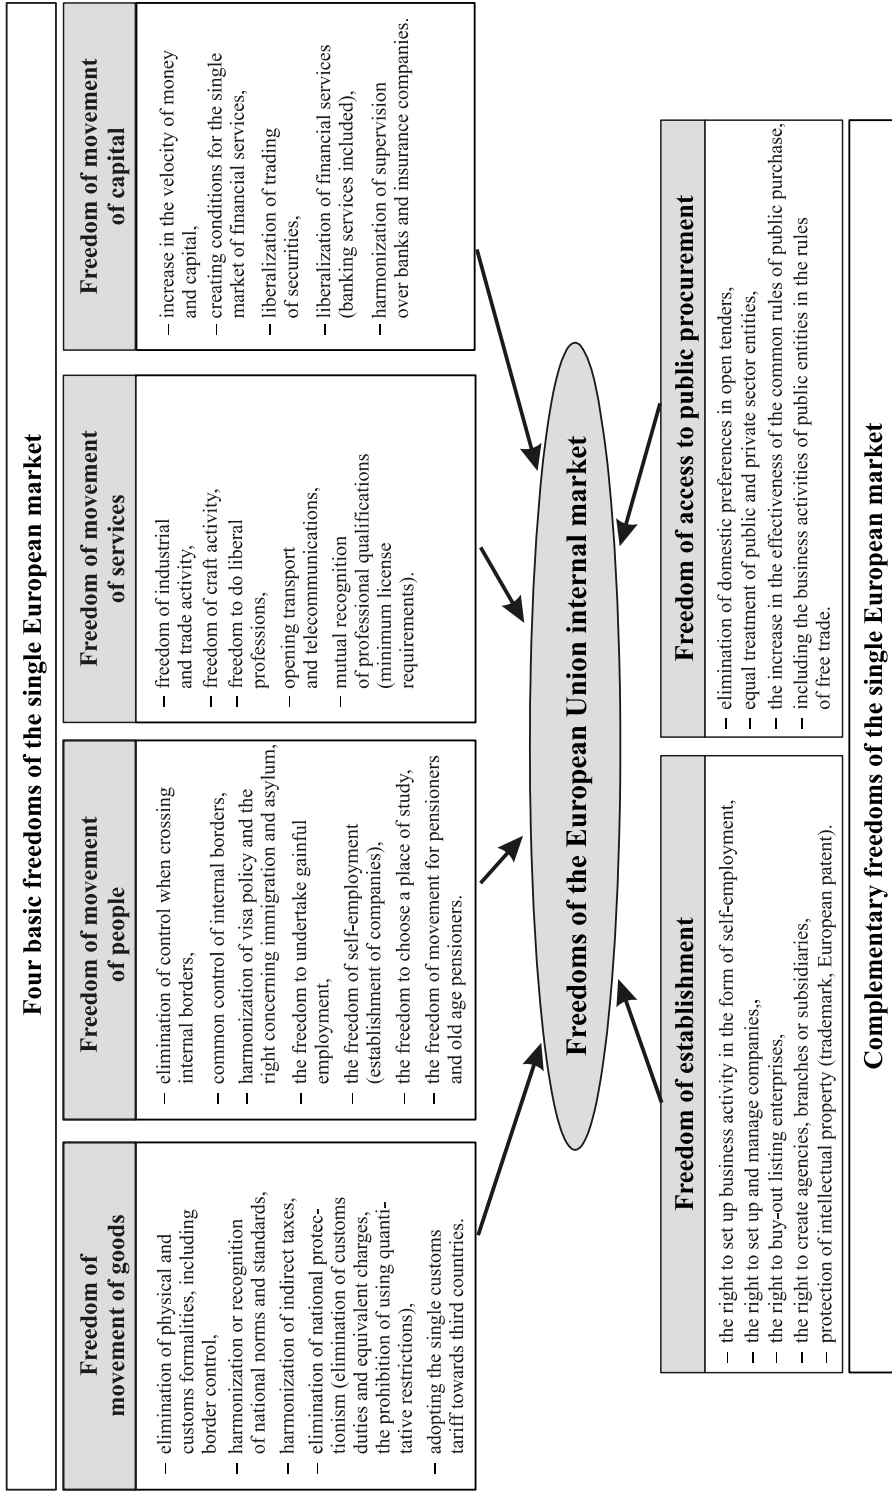 Four basic freedoms of the single European market
Freedom of
movement of goods
– elimination of physical and
customs formalities, including
border control,
– harmonization or recognition
of national norms and standards,
– harmonization of indirect taxes,
– elimination of national protec-
tionism (elimination of customs
duties and equivalent charges,
the prohibition of using quanti-
tative restrictions),
– adopting the single customs
tariff towards third countries.
Freedom of movement
of people
– elimination of control when crossing
internal borders,
– common control of internal borders,
– harmonization of visa policy and the
right concerning immigration and asylum,
– the freedom to undertake gainful
employment,
– the freedom of self-employment
(establishment of companies),
– the freedom to choose a place of study,
– the freedom of movement for pensioners
and old age pensioners.
Freedom of movement
of services
– freedom of industrial
and trade activity,
– freedom of craft activity,
– freedom to do liberal
professions,
– opening transport
and telecommunications,
– mutual recognition
of professional qualifications
(minimum license
requirements).
Freedom of movement
of capital
– increase in the velocity of money
and capital,
– creating conditions for the single
market of financial services,
– liberalization of trading
of securities,
– liberalization of financial services
(banking services included),
– harmonization of supervision
over banks and insurance companies.
Freedoms of the European Union internal market
Freedom of establishment
– the right to set up business activity in the form of self-employment,
– the right to set up and manage companies,,
– the right to buy-out listing enterprises,
– the right to create agencies, branches or subsidiaries,
– protection of intellectual property (trademark, European patent).
Freedom of access to public procurement
– elimination of domestic preferences in open tenders,
– equal treatment of public and private sector entities,
– the increase in the effectiveness of the common rules of public purchase,
– including the business activities of public entities in the rules
of free trade.
Complementary freedoms of the single European market